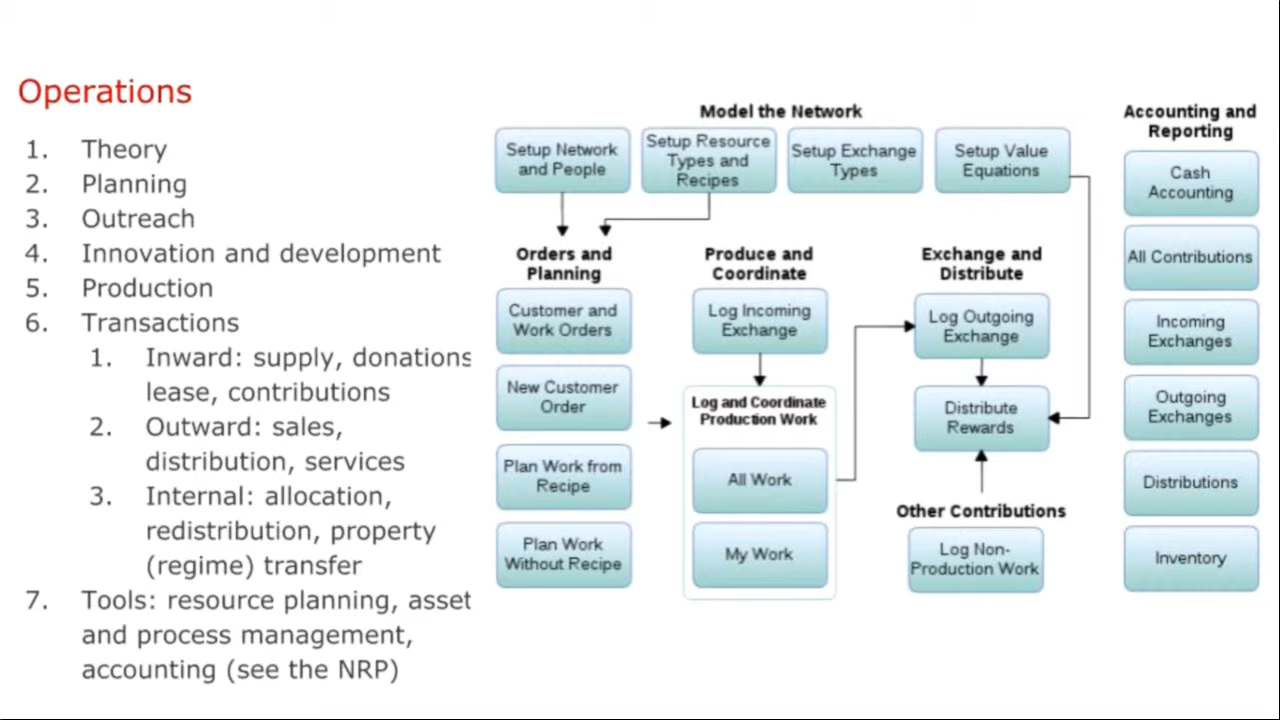 Operations
1. Theory
2. Planning
3. Outreach
4. Innovation and development
5. Production
6. Transactions
1. Inward: supply, donations
lease, contributions
2. Outward: sales,
distribution, services
3. Internal: allocation,
redistribution, property
(regime) transfer
7. Tools: resource planning, asset
and process management,
accounting (see the NRP)
Model the Network
Setup Network
and People
Setup Resource
Types and
Recipes
Setup Exchange
Types
Setup Value
Equations
Orders and
Planning
Customer and
Work Orders
New Customer
Order
Plan Work from
Recipe
Plan Work
Without Recipe
Produce and
Coordinate
Log Incoming
Exchange
Log and Coordinate
Production Work
All Work
My Work
Exchange and
Distribute
Log Outgoing
Exchange
Distribute
Rewards
Other Contributions
Log Non-
Production Work
Accounting and
Reporting
Cash
Accounting
All Contributions
Incoming
Exchanges
Outgoing
Exchanges
Distributions
Inventory